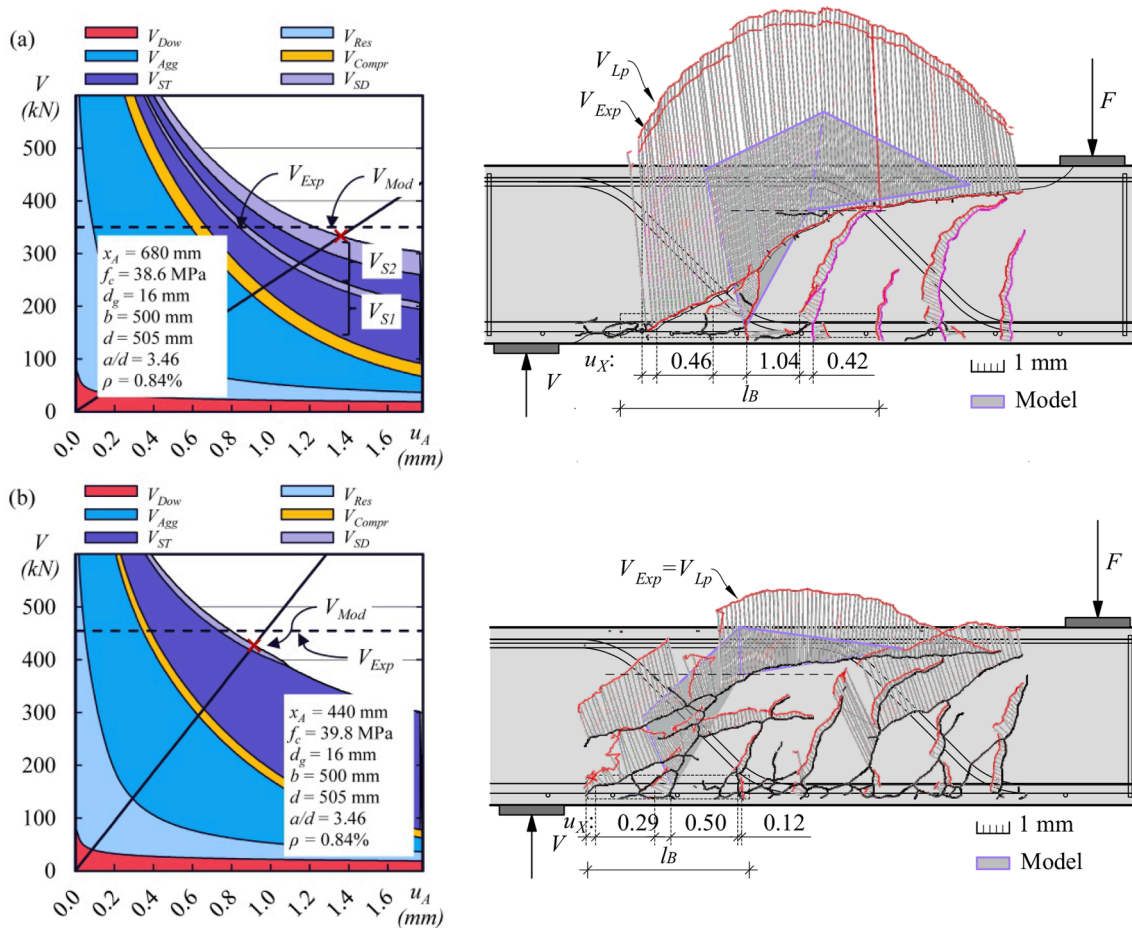 (a)
V_Dow
V_Res
V_Agg
V_Compr
V_ST
V_SD
V
(kN)
500
400
300
200
100
0
V_Exp
V_Mod
V_S2
V_S1
x_A = 680 mm
f_c = 38.6 MPa
d_g = 16 mm
b = 500 mm
d = 505 mm
a/d = 3.46
ρ = 0.84%
0.0
0.2
0.4
0.6
0.8
1.0
1.2
1.4
1.6
u_A
(mm)
V_Lp
V_Exp
F
V
u_X:
0.46
1.04
0.42
l_B
1 mm
Model
(b)
V_Dow
V_Res
V_Agg
V_Compr
V_ST
V_SD
V
(kN)
500
400
300
200
100
0
V_Mod
V_Exp
x_A = 440 mm
f_c = 39.8 MPa
d_g = 16 mm
b = 500 mm
d = 505 mm
a/d = 3.46
ρ = 0.84%
0.0
0.2
0.4
0.6
0.8
1.0
1.2
1.4
1.6
u_A
(mm)
V_Exp=V_Lp
F
u_X:
V
0.29
0.50
0.12
l_B
1 mm
Model